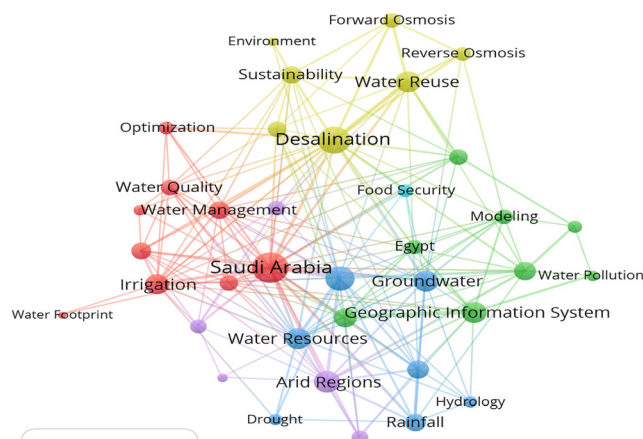 Forward Osmosis
Environment
Reverse Osmosis
Sustainability
Water Reuse
Optimization
Desalination
Water Quality
Food Security
Water Management
Modeling
Egypt
Saudi Arabia
Irrigation
Groundwater
Water Pollution
Water Footprint
Geographic Information System
Water Resources
Arid Regions
Hydrology
Drought
Rainfall